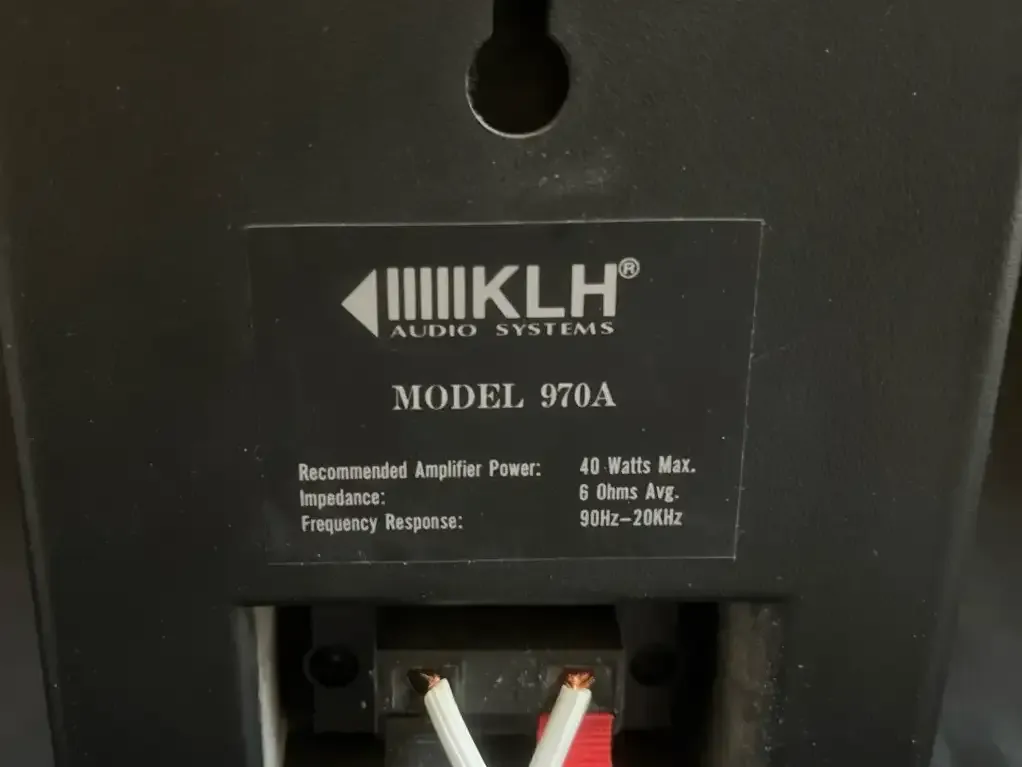 KLH®
AUDIO SYSTEMS
MODEL 970A
Recommended Amplifier Power: 40 Watts Max.
Impedance: 6 Ohms Avg.
Frequency Response: 90Hz–20KHz